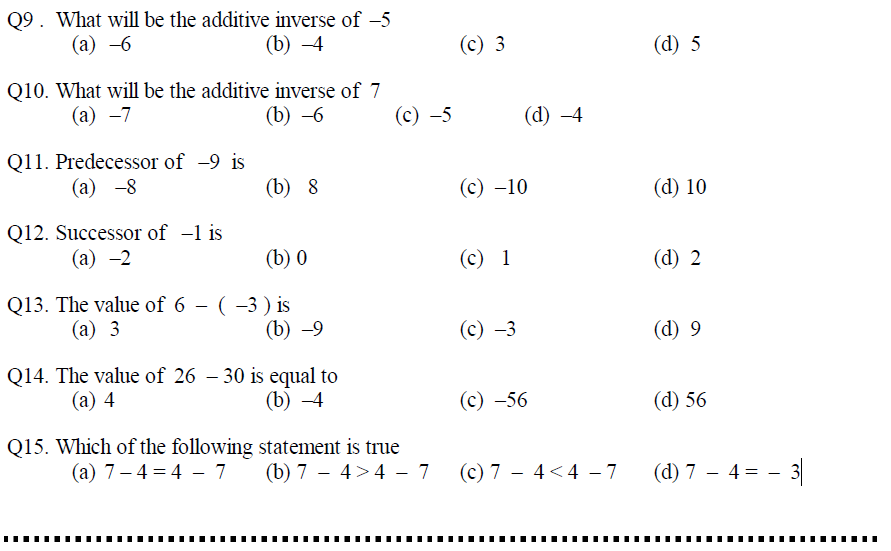 Q9 . What will be the additive inverse of –5
(a) –6 (b) –4 (c) 3 (d) 5
Q10. What will be the additive inverse of 7
(a) –7 (b) –6 (c) –5 (d) –4
Q11. Predecessor of –9 is
(a) –8 (b) 8 (c) –10 (d) 10
Q12. Successor of –1 is
(a) –2 (b) 0 (c) 1 (d) 2
Q13. The value of 6 – ( –3 ) is
(a) 3 (b) –9 (c) –3 (d) 9
Q14. The value of 26 – 30 is equal to
(a) 4 (b) –4 (c) –56 (d) 56
Q15. Which of the following statement is true
(a) 7 – 4 = 4 – 7 (b) 7 – 4 > 4 – 7 (c) 7 – 4 < 4 – 7 (d) 7 – 4 = – 3